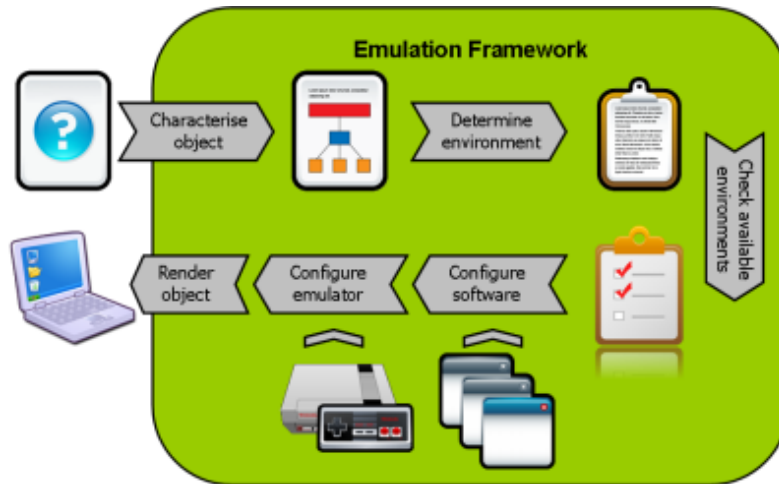 Emulation Framework
Characterise
object
Determine
environment
Check available
environments
Configure
software
Configure
emulator
Render
object